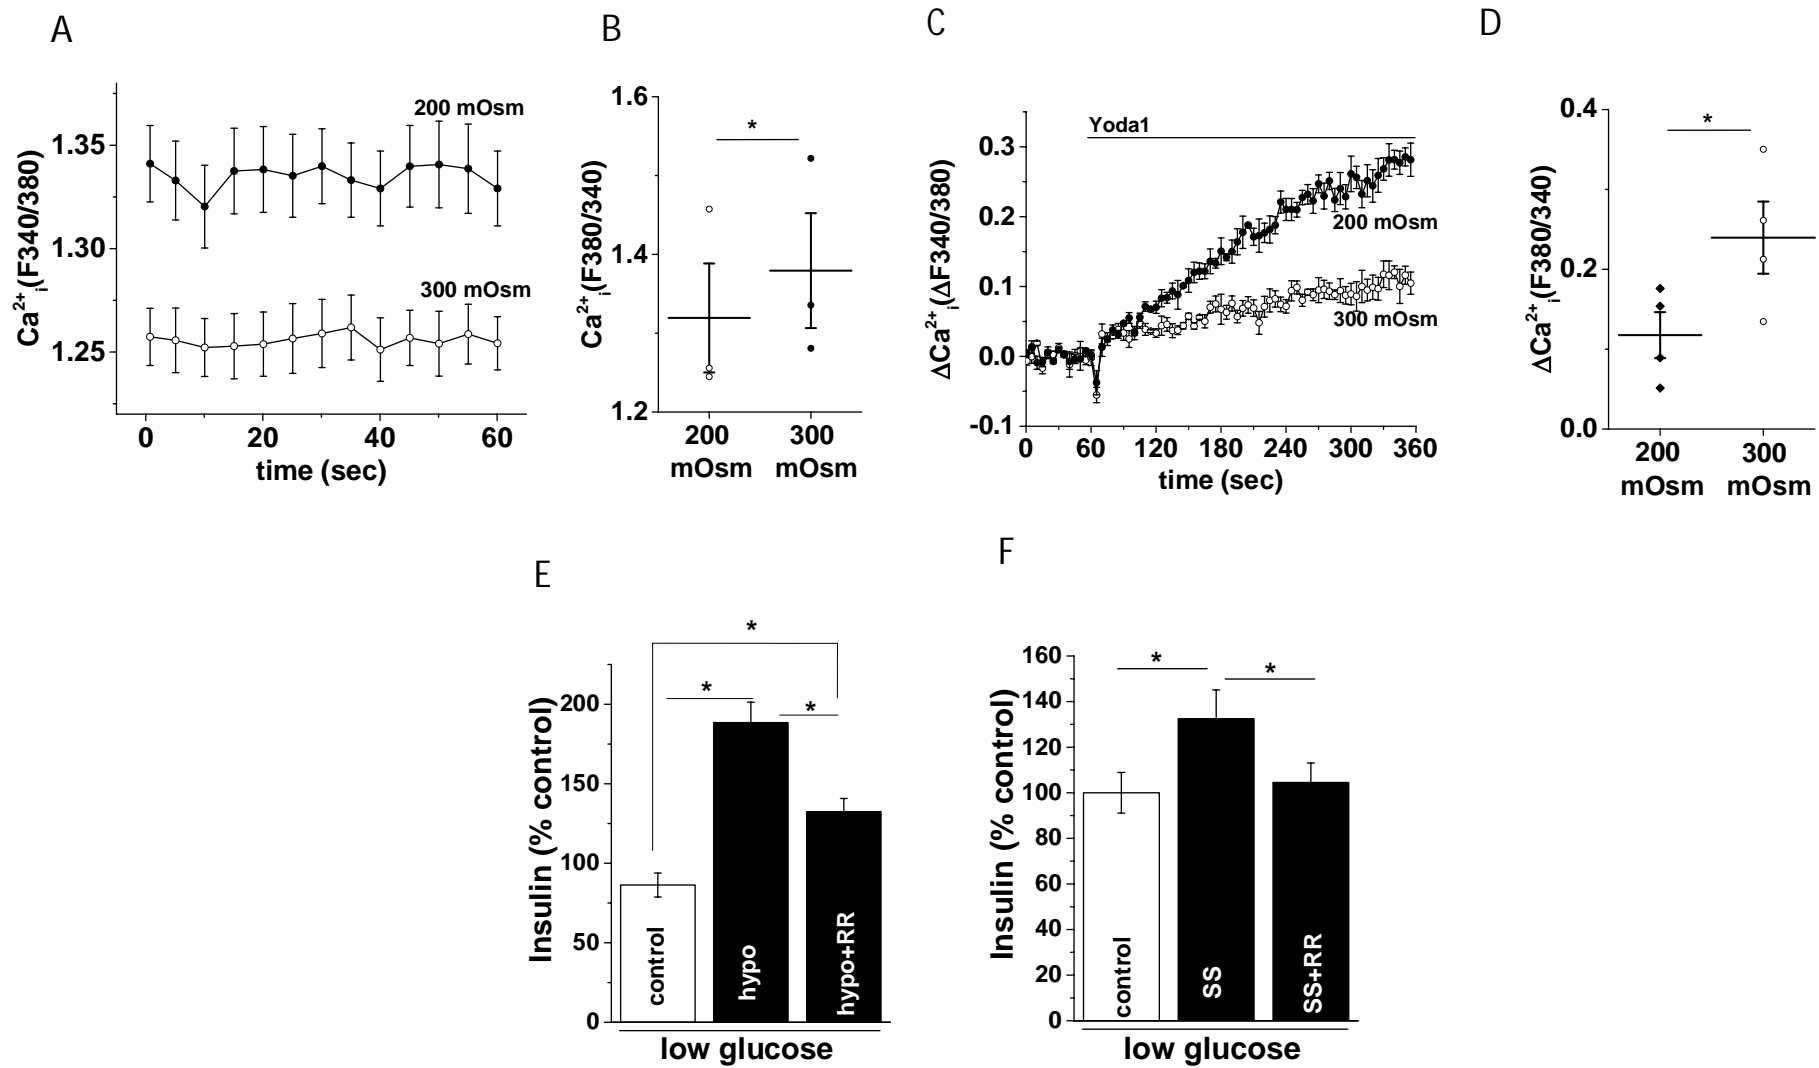 A
Ca²⁺ᵢ(F340/380)
1.35
1.30
1.25
200 mOsm
300 mOsm
0 20 40 60
time (sec)
B
Ca²⁺ᵢ(F380/340)
1.6
1.4
1.2
*
200 300
mOsm mOsm
C
ΔCa²⁺ᵢ(ΔF340/380)
0.3
0.2
0.1
0.0
-0.1
Yoda1
200 mOsm
300 mOsm
0 60 120 180 240 300 360
time (sec)
D
ΔCa²⁺ᵢ(F380/340)
0.4
0.2
0.0
*
200 300
mOsm mOsm
E
Insulin (% control)
200
150
100
50
0
*
*
*
control
hypo
hypo+RR
low glucose
F
Insulin (% control)
160
140
120
100
80
60
40
20
0
*
*
control
SS
SS+RR
low glucose